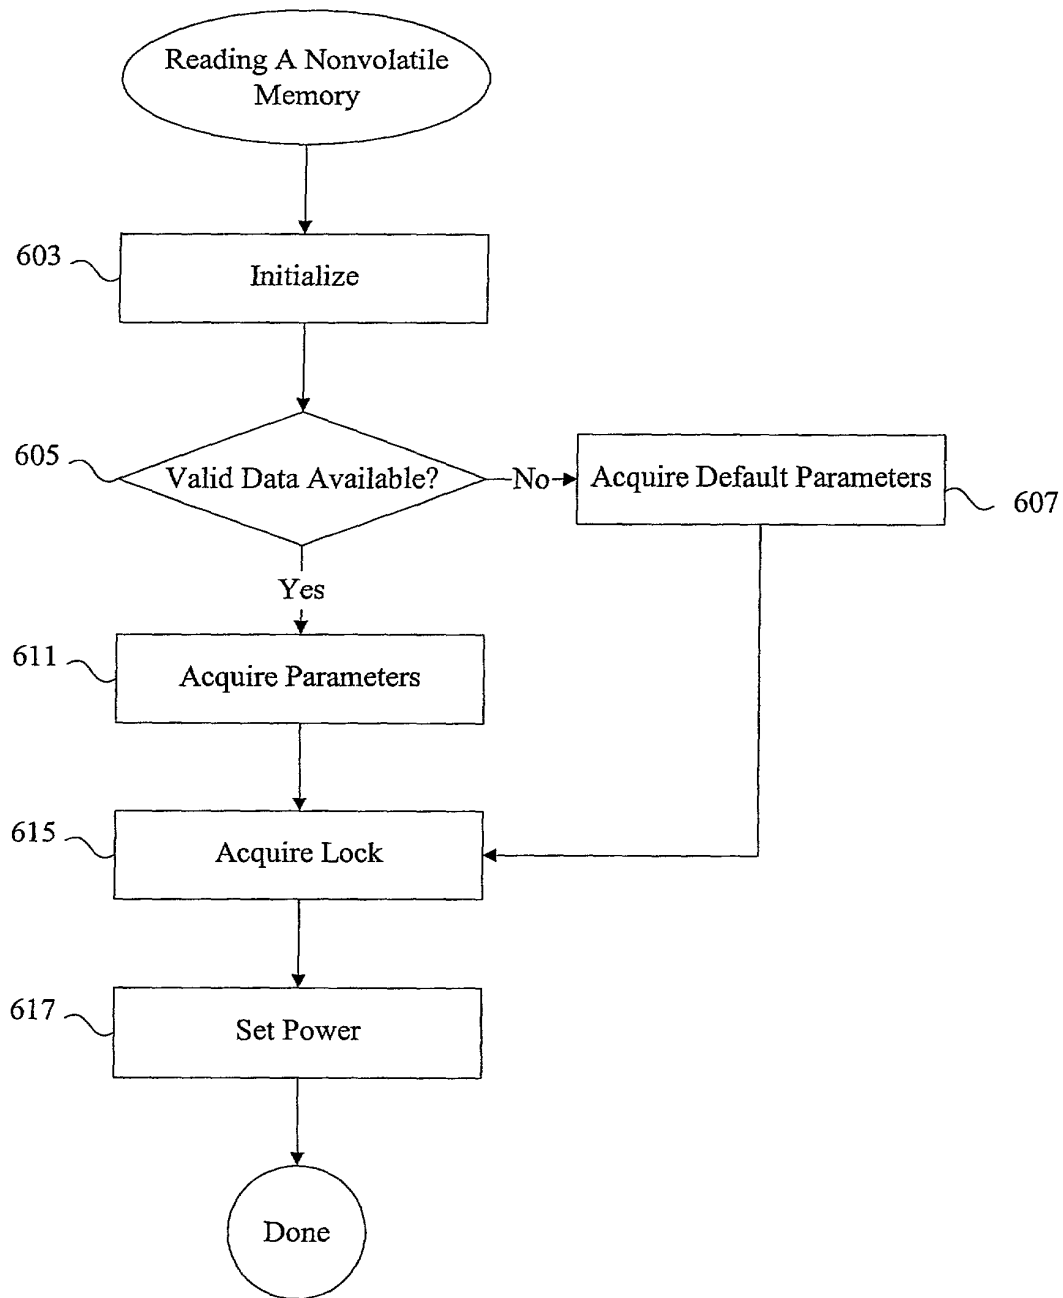 Reading A Nonvolatile
Memory
603
Initialize
605
Valid Data Available?
No
Acquire Default Parameters
607
Yes
611
Acquire Parameters
615
Acquire Lock
617
Set Power
Done